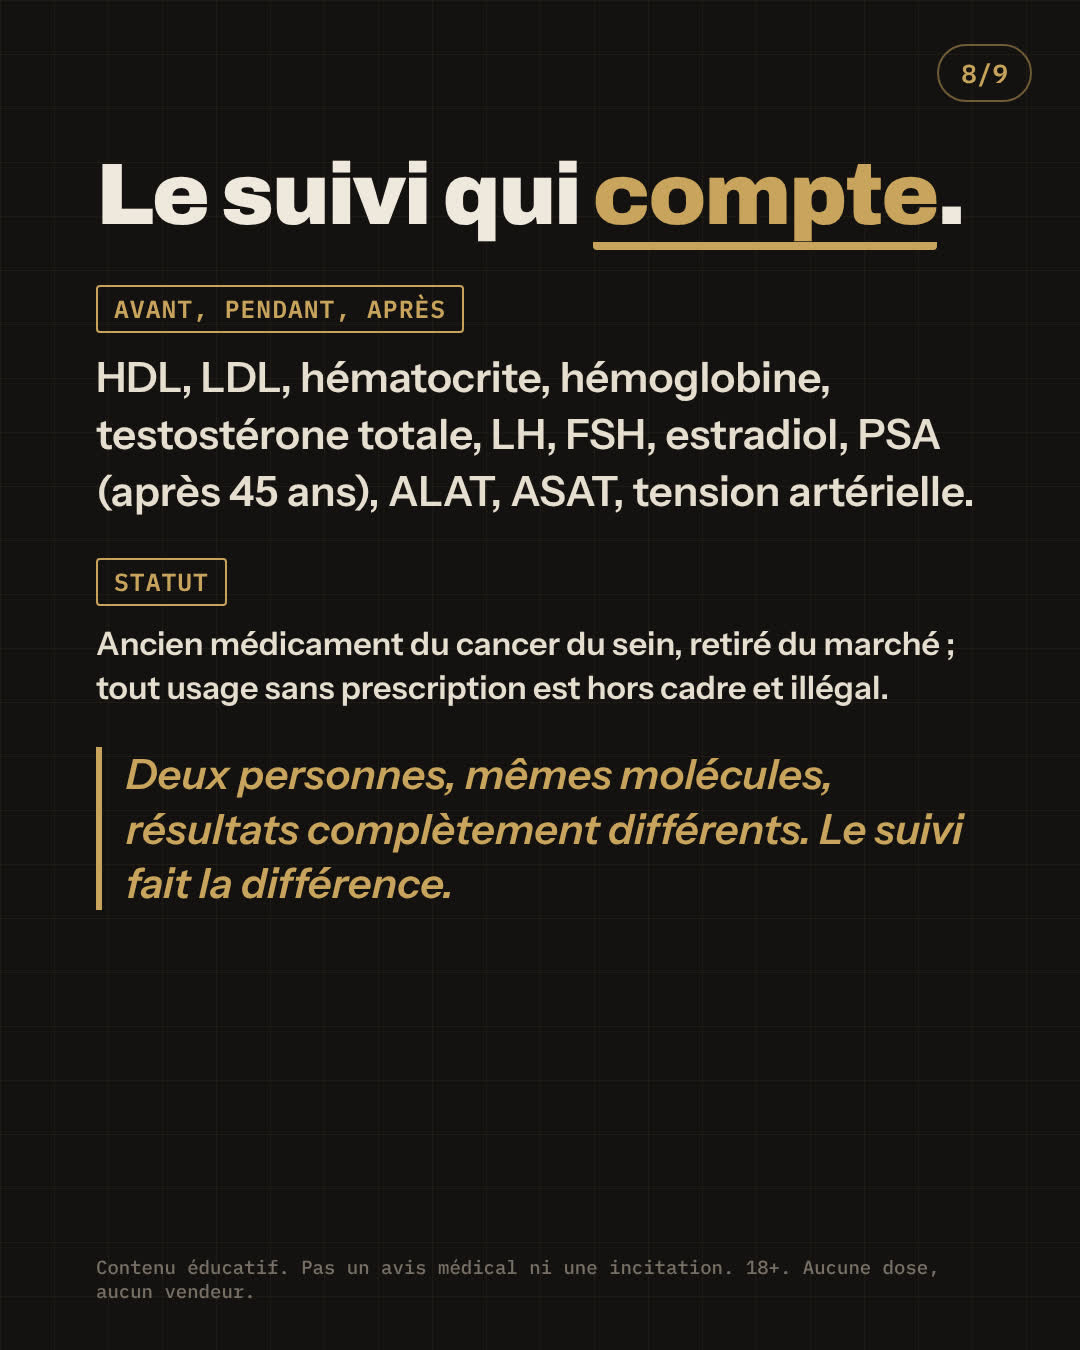 8/9
Le suivi qui compte.
AVANT, PENDANT, APRÈS
HDL, LDL, hématocrite, hémoglobine,
testostérone totale, LH, FSH, estradiol, PSA
(après 45 ans), ALAT, ASAT, tension artérielle.
STATUT
Ancien médicament du cancer du sein, retiré du marché ;
tout usage sans prescription est hors cadre et illégal.
Deux personnes, mêmes molécules,
résultats complètement différents. Le suivi
fait la différence.
Contenu éducatif. Pas un avis médical ni une incitation. 18+. Aucune dose,
aucun vendeur.